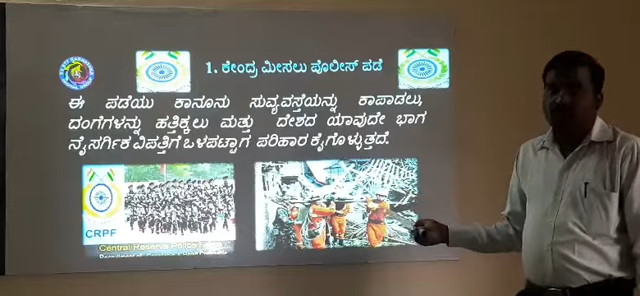 1. ಕೇಂದ್ರ ಮೀಸಲು ಪೊಲೀಸ್ ಪಡೆ
ಈ ಪಡೆಯು ಕಾನೂನು ಸುವ್ಯವಸ್ತೆಯನ್ನು ಕಾಪಾಡಲು,
ದಂಗೆಗಳನ್ನು ಹತ್ತಿಕ್ಕಲು ಮತ್ತು ದೇಶದ ಯಾವುದೇ ಭಾಗ
ನೈಸರ್ಗಿಕ ವಿಪತ್ತಿಗೆ ಒಳಪಟ್ಟಾಗ ಪರಿಹಾರ ಕೈಗೊಳ್ಳುತ್ತದೆ.
CRPF
Central Reserve Police